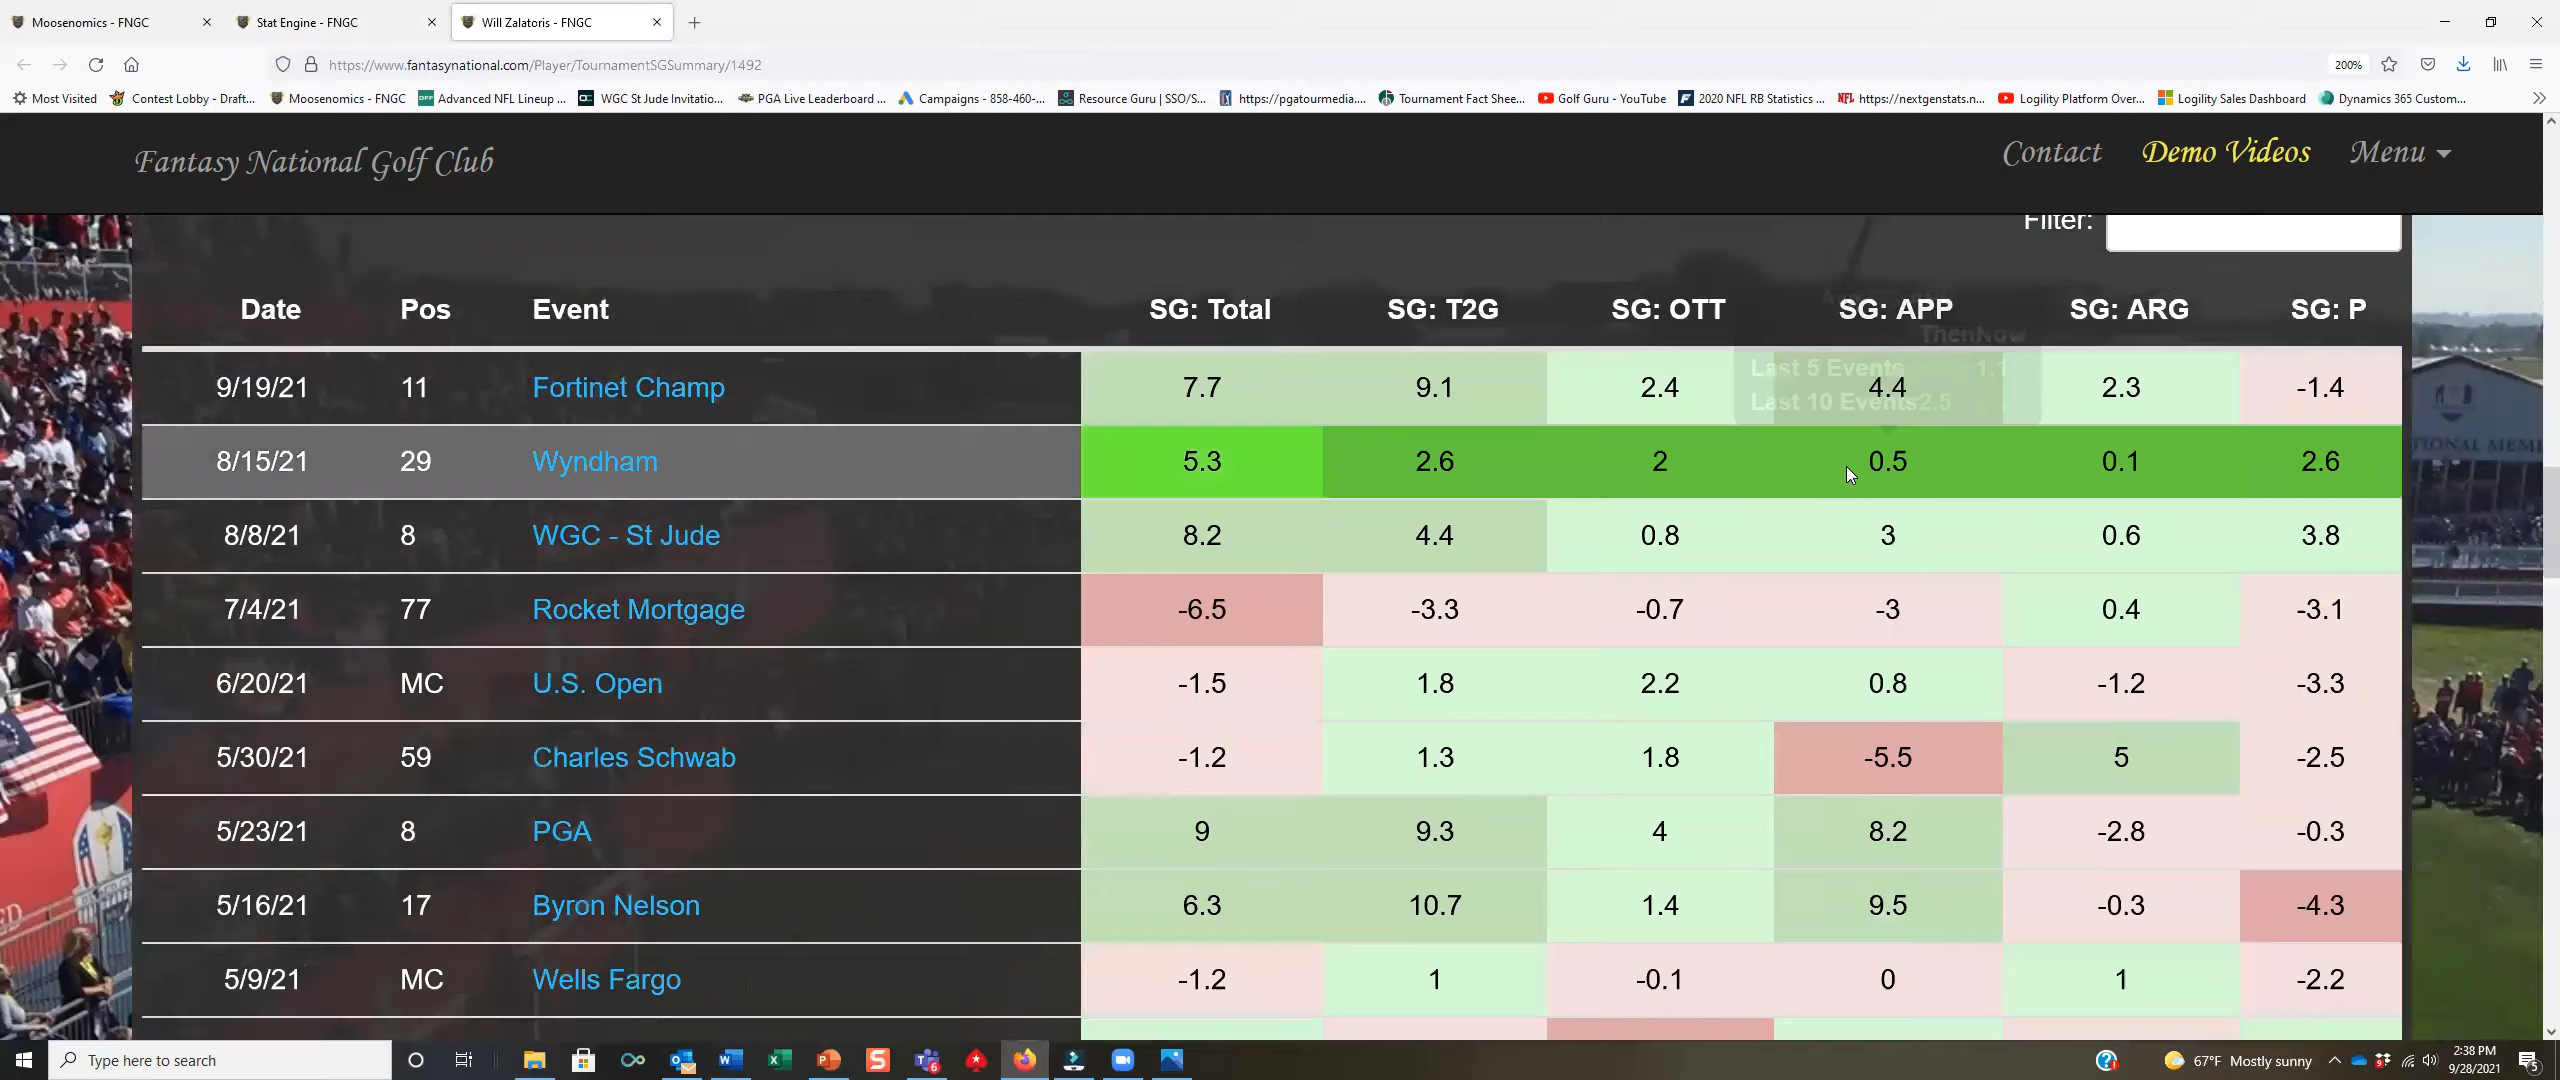 Moosenomics - FNGC
Stat Engine - FNGC
Will Zalatoris - FNGC
https://www.fantasynational.com/Player/TournamentSGSummary/1492
200%
Most Visited Contest Lobby - Draft... Moosenomics - FNGC Advanced NFL Lineup ... WGC St Jude Invitatio... PGA Live Leaderboard ... Campaigns - 858-460-... Resource Guru | SSO/S... https://pgatourmedia.... Tournament Fact Shee... Golf Guru - YouTube 2020 NFL RB Statistics ... https://nextgenstats.n... Logility Platform Over... Logility Sales Dashboard Dynamics 365 Custom...
Fantasy National Golf Club
Contact Demo Videos Menu
Filter:
Date Pos Event SG: Total SG: T2G SG: OTT SG: APP SG: ARG SG: P
ThenNow
Last 5 Events 1.1
Last 10 Events 2.5
9/19/21 11 Fortinet Champ 7.7 9.1 2.4 4.4 2.3 -1.4
8/15/21 29 Wyndham 5.3 2.6 2 0.5 0.1 2.6
8/8/21 8 WGC - St Jude 8.2 4.4 0.8 3 0.6 3.8
7/4/21 77 Rocket Mortgage -6.5 -3.3 -0.7 -3 0.4 -3.1
6/20/21 MC U.S. Open -1.5 1.8 2.2 0.8 -1.2 -3.3
5/30/21 59 Charles Schwab -1.2 1.3 1.8 -5.5 5 -2.5
5/23/21 8 PGA 9 9.3 4 8.2 -2.8 -0.3
5/16/21 17 Byron Nelson 6.3 10.7 1.4 9.5 -0.3 -4.3
5/9/21 MC Wells Fargo -1.2 1 -0.1 0 1 -2.2
Type here to search
67°F Mostly sunny
2:38 PM
9/28/2021